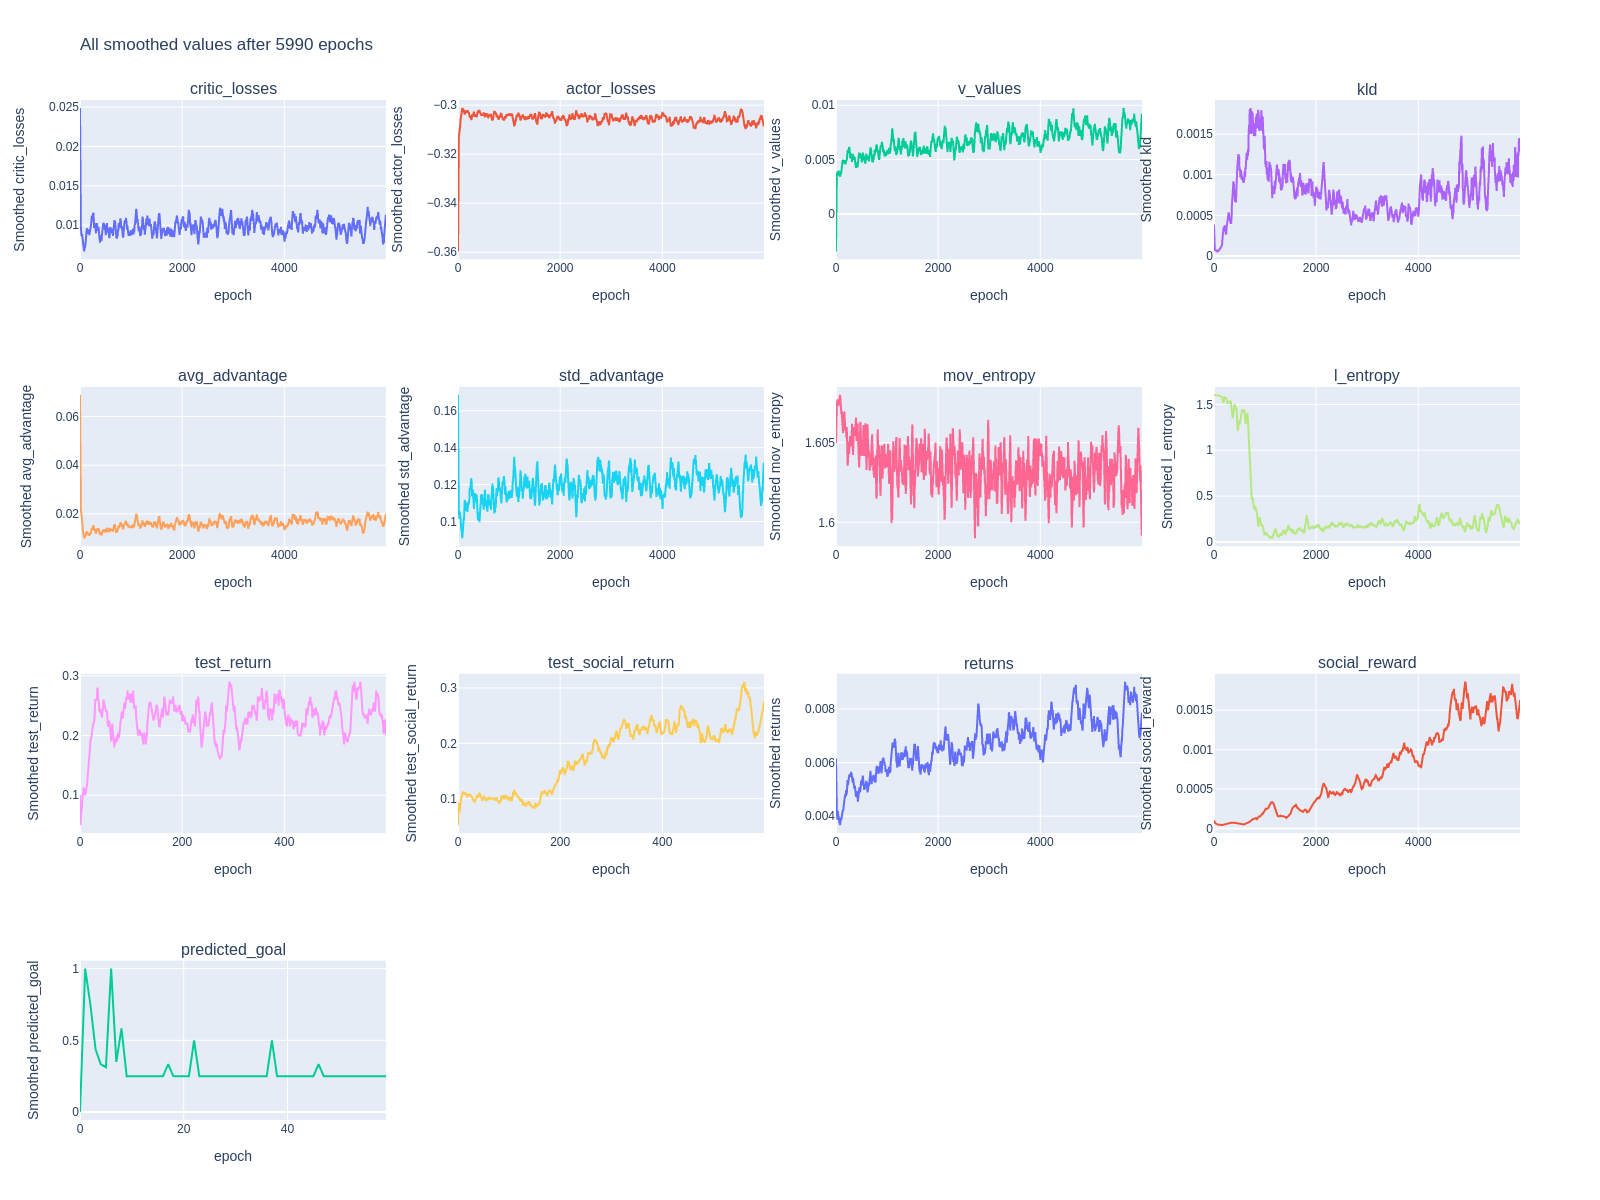 All smoothed values after 5990 epochs
critic_losses
actor_losses
v_values
kld
Smoothed critic_losses
0.025
0.02
0.015
0.01
0
2000
4000
epoch
Smoothed actor_losses
−0.3
−0.32
−0.34
−0.36
0
2000
4000
epoch
Smoothed v_values
0.01
0.005
0
0
2000
4000
epoch
Smoothed kld
0.0015
0.001
0.0005
0
0
2000
4000
epoch
avg_advantage
std_advantage
mov_entropy
l_entropy
Smoothed avg_advantage
0.06
0.04
0.02
0
2000
4000
epoch
Smoothed std_advantage
0.16
0.14
0.12
0.1
0
2000
4000
epoch
Smoothed mov_entropy
1.605
1.6
0
2000
4000
epoch
Smoothed l_entropy
1.5
1
0.5
0
0
2000
4000
epoch
test_return
test_social_return
returns
social_reward
Smoothed test_return
0.3
0.2
0.1
0
200
400
epoch
Smoothed test_social_return
0.3
0.2
0.1
0
200
400
epoch
Smoothed returns
0.008
0.006
0.004
0
2000
4000
epoch
Smoothed social_reward
0.0015
0.001
0.0005
0
0
2000
4000
epoch
predicted_goal
Smoothed predicted_goal
1
0.5
0
0
20
40
epoch